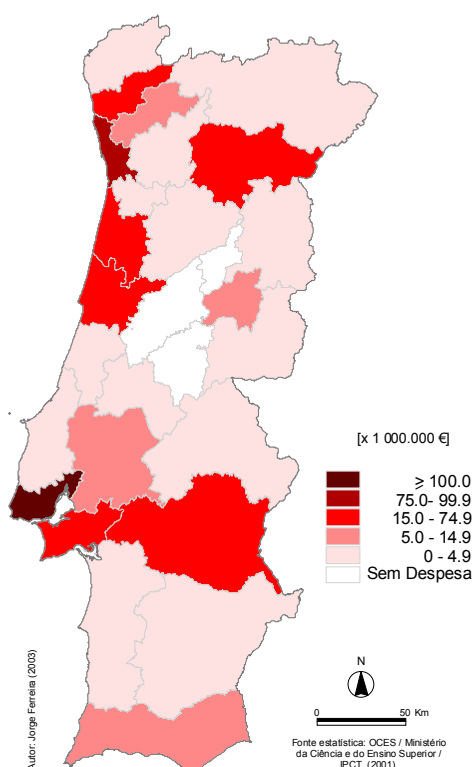 [x 1 000.000 €]
≥ 100.0
75.0- 99.9
15.0 - 74.9
5.0 - 14.9
0 - 4.9
Sem Despesa
Autor: Jorge Ferreira (2003)
N
0 50 Km
Fonte estatística: OCES / Ministério
da Ciência e do Ensino Superior /
IPCT (2001)